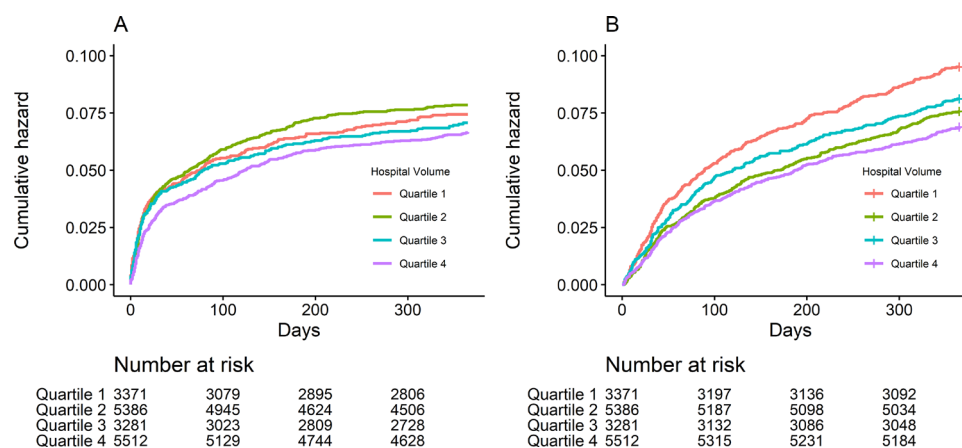 A
Cumulative hazard
0.100
0.075
0.050
0.025
0.000
Hospital Volume
Quartile 1
Quartile 2
Quartile 3
Quartile 4
0 100 200 300
Days
Number at risk
Quartile 1 3371 3079 2895 2806
Quartile 2 5386 4945 4624 4506
Quartile 3 3281 3023 2809 2728
Quartile 4 5512 5129 4744 4628
B
Cumulative hazard
0.100
0.075
0.050
0.025
0.000
Hospital Volume
Quartile 1
Quartile 2
Quartile 3
Quartile 4
0 100 200 300
Days
Number at risk
Quartile 1 3371 3197 3136 3092
Quartile 2 5386 5187 5098 5034
Quartile 3 3281 3132 3086 3048
Quartile 4 5512 5315 5231 5184